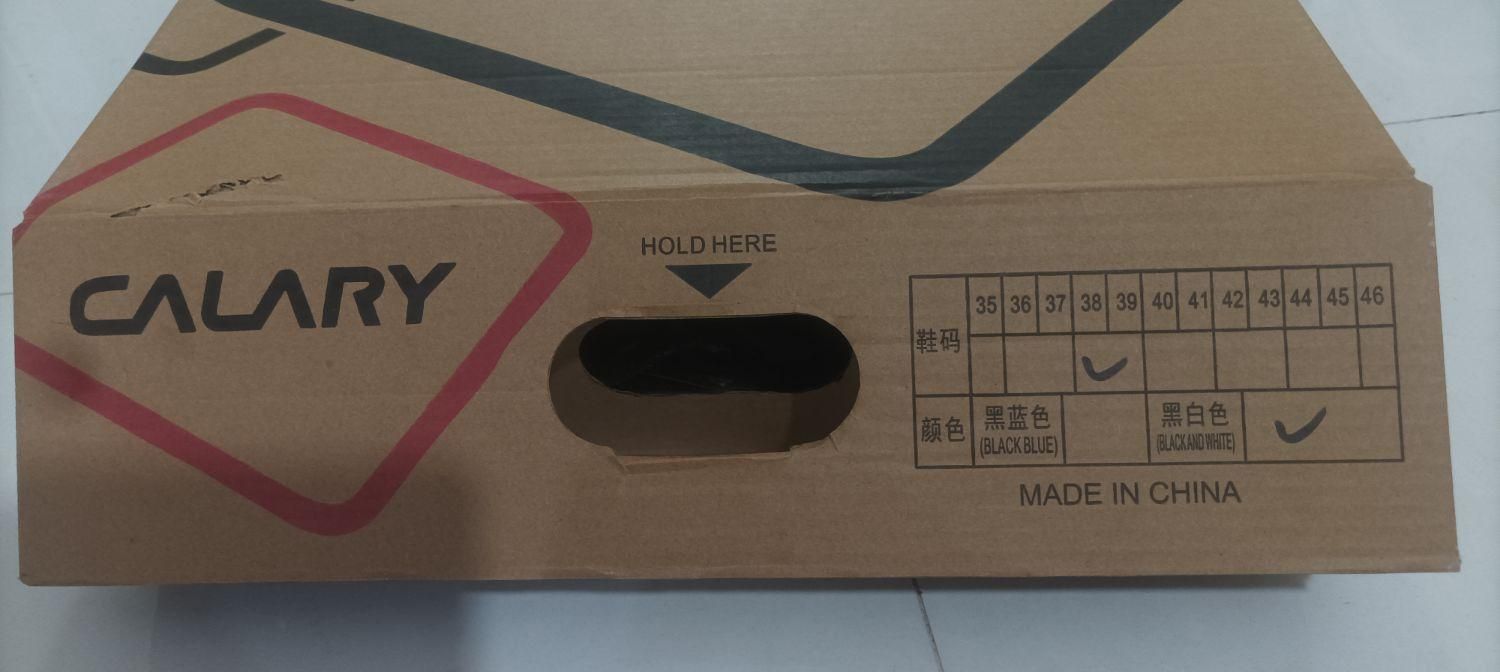 HOLD HERE
CALARY
35 36 37 38 39 40 41 42 43 44 45 46
鞋码
颜色 黑蓝色 黑白色
(BLACK BLUE) (BLACK AND WHITE)
MADE IN CHINA